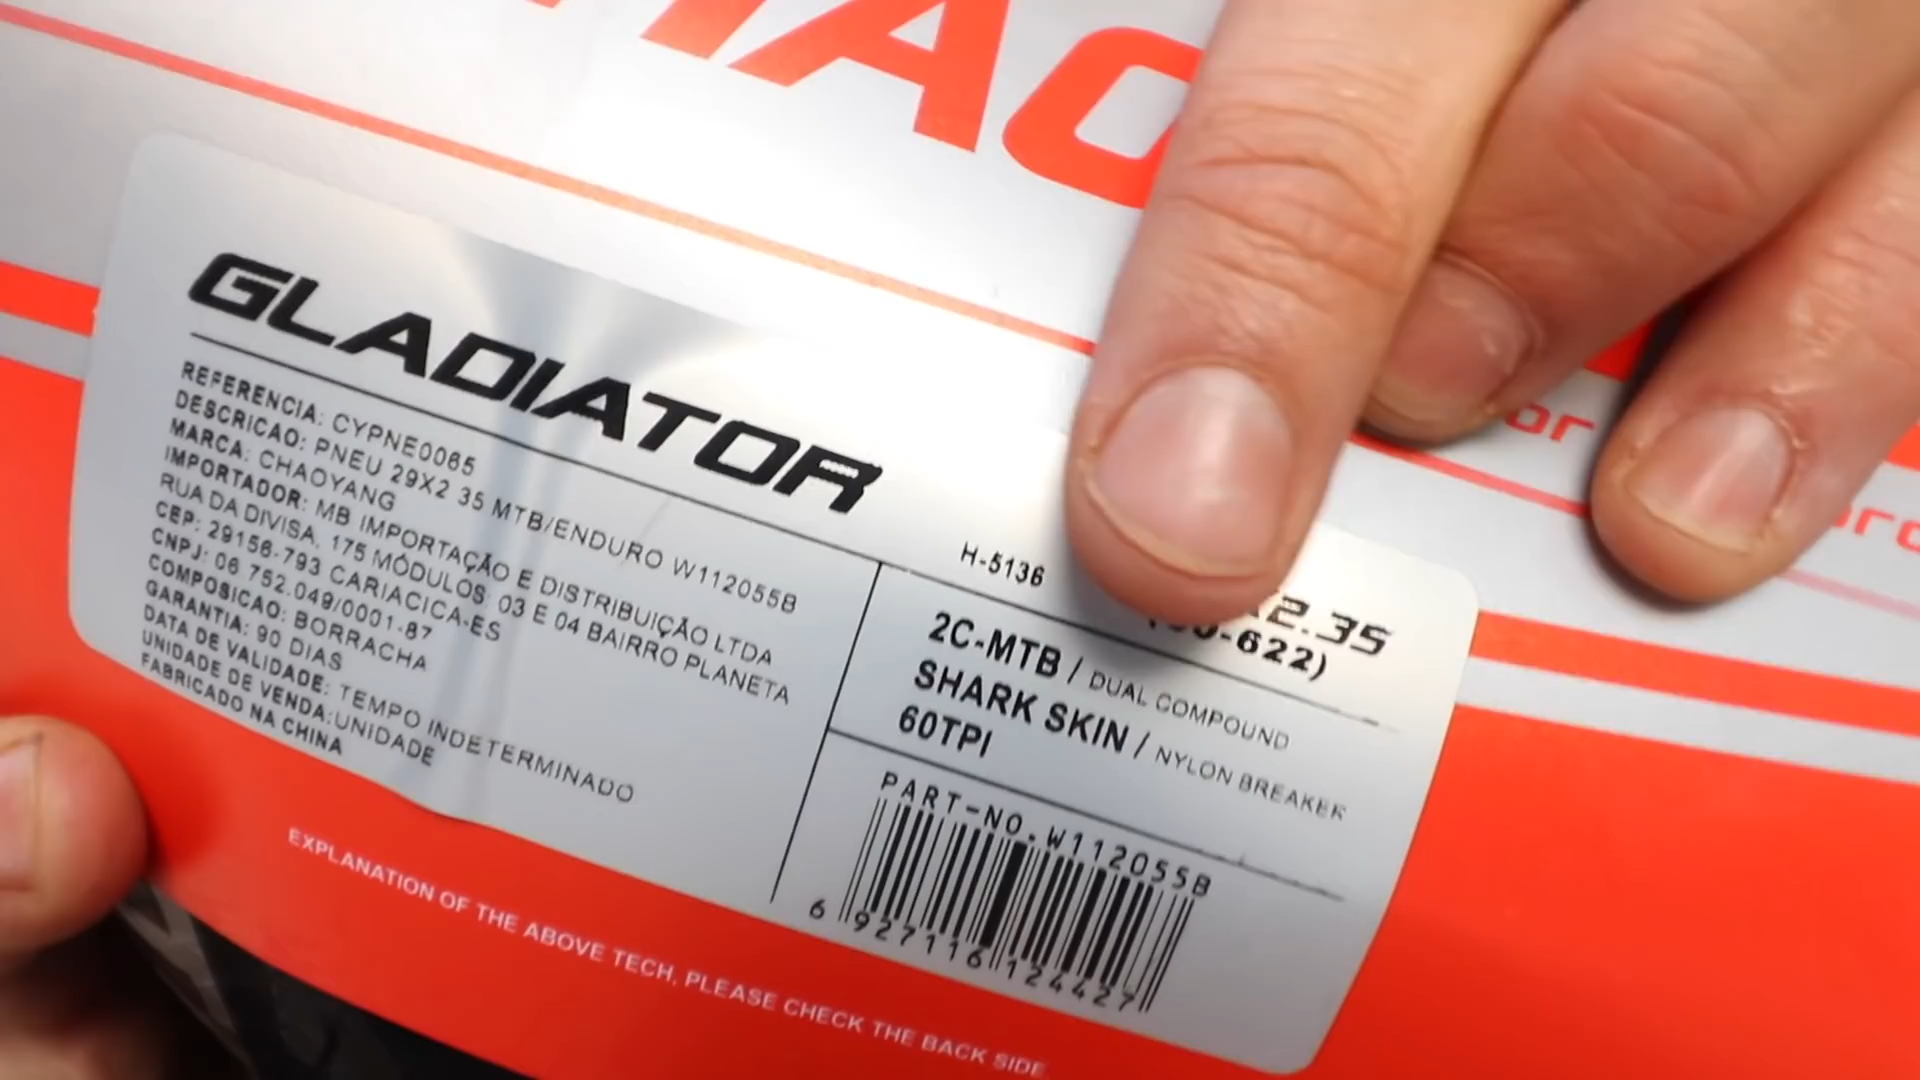 GLADIATOR
REFERENCIA: CYPNE0065
DESCRICAO: PNEU 29X2 35 MTB/ENDURO W112055B
MARCA: CHAOYANG
IMPORTADOR: MB IMPORTAÇÃO E DISTRIBUIÇÃO LTDA
RUA DA DIVISA, 175 MÓDULOS 03 E 04 BAIRRO PLANETA
CEP: 29156-793 CARIACICA-ES
CNPJ: 06 752.049/0001-87
COMPOSICAO: BORRACHA
GARANTIA: 90 DIAS
DATA DE VALIDADE: TEMPO INDETERMINADO
UNIDADE DE VENDA:UNIDADE
FABRICADO NA CHINA
H-5136
2.35
-622)
2C-MTB / DUAL COMPOUND
SHARK SKIN / NYLON BREAKER
60TPI
PART-NO.W112055B
6 927116 124427
EXPLANATION OF THE ABOVE TECH, PLEASE CHECK THE BACK SIDE